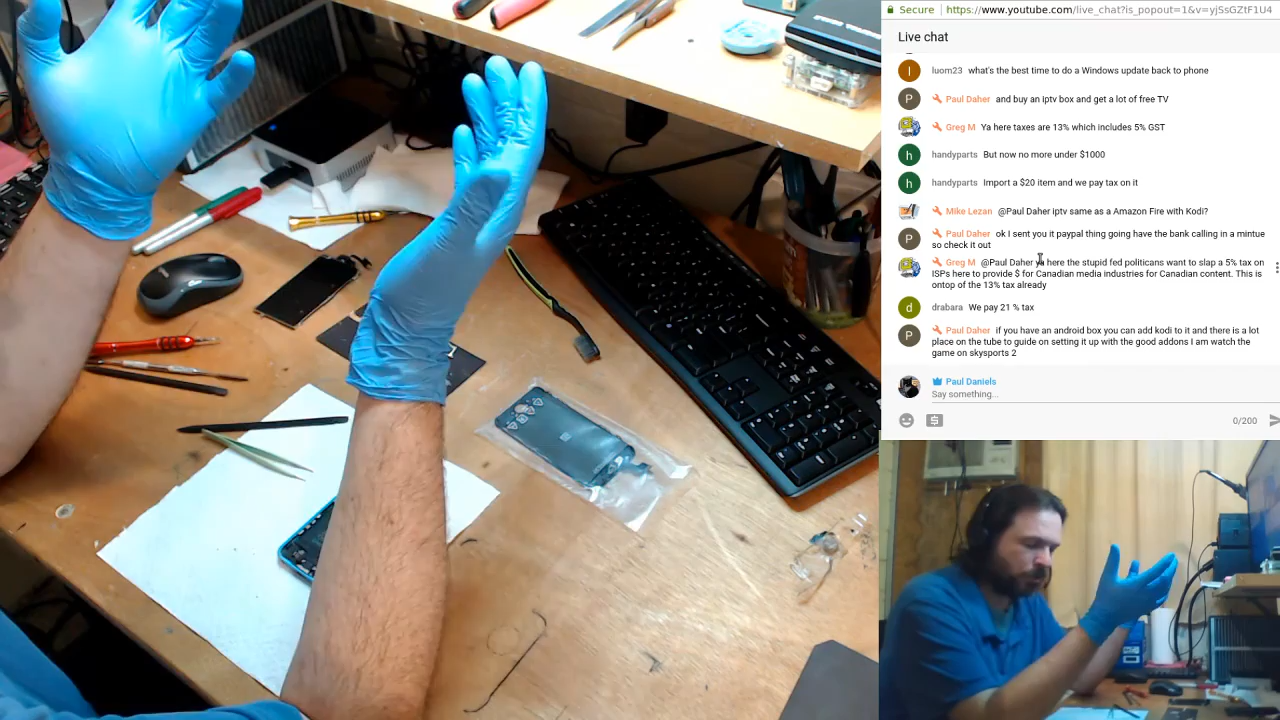 Secure https://www.youtube.com/live_chat?is_popout=1&v=yjSsGZtF1U4
Live chat
l luom23 what's the best time to do a Windows update back to phone
P Paul Daher and buy an iptv box and get a lot of free TV
Greg M Ya here taxes are 13% which includes 5% GST
h handyparts But now no more under $1000
h handyparts Import a $20 item and we pay tax on it
Mike Lezan @Paul Daher iptv same as a Amazon Fire with Kodi?
P Paul Daher ok I sent you it paypal thing going have the bank calling in a mintue
so check it out
Greg M @Paul Daher ya here the stupid fed politicans want to slap a 5% tax on
ISPs here to provide $ for Canadian media industries for Canadian content. This is
ontop of the 13% tax already
d drabara We pay 21 % tax
P Paul Daher if you have an android box you can add kodi to it and there is a lot
place on the tube to guide on setting it up with the good addons I am watch the
game on skysports 2
Paul Daniels
Say something...
0/200